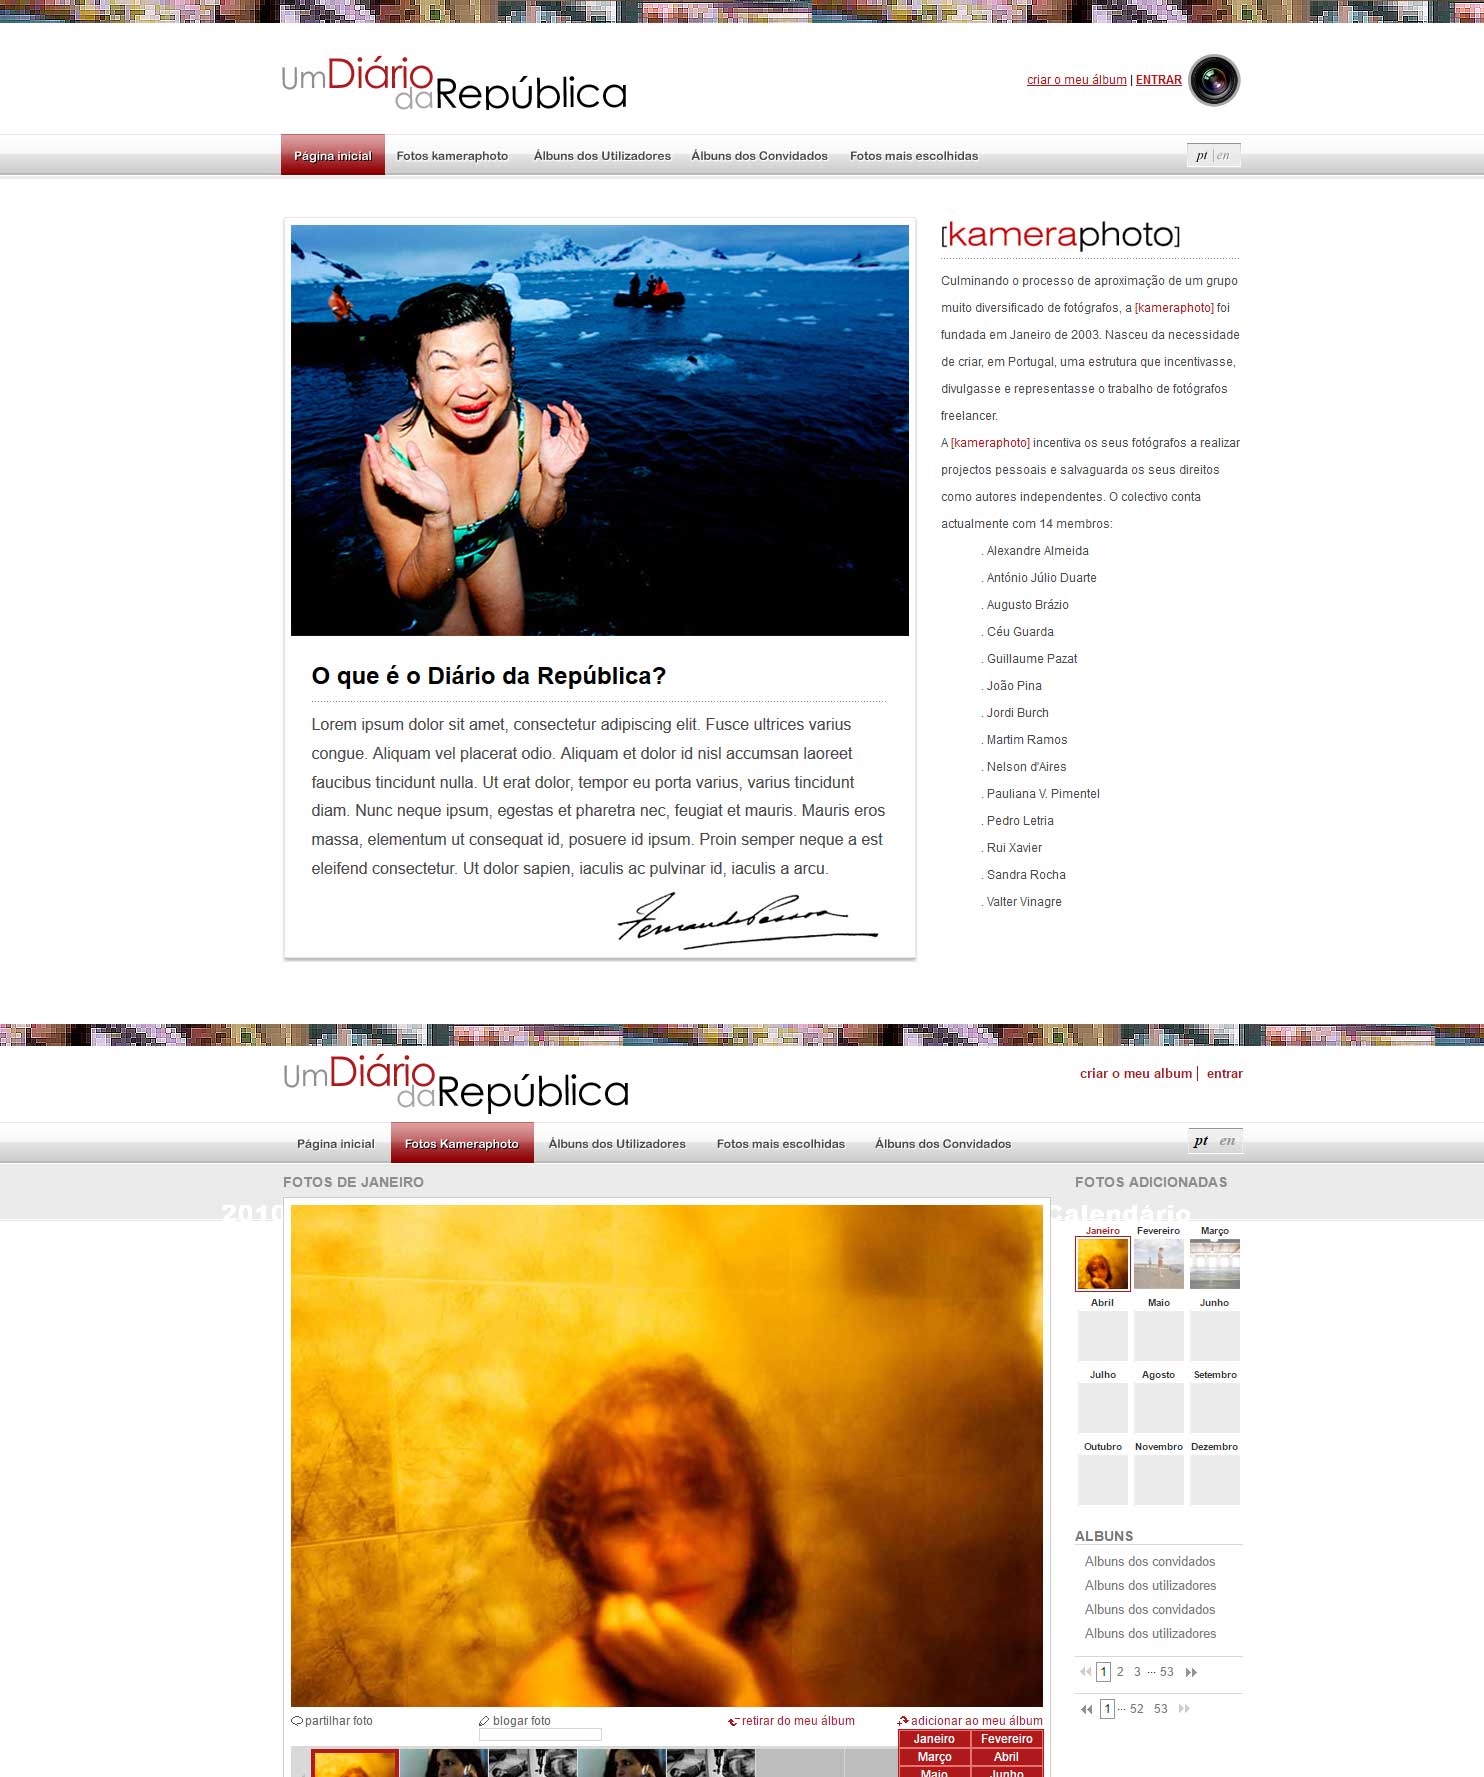 Um Diário da República
criar o meu álbum | ENTRAR
Página inicial Fotos kameraphoto Álbuns dos Utilizadores Álbuns dos Convidados Fotos mais escolhidas pt | en
[kameraphoto]
Culminando o processo de aproximação de um grupo
muito diversificado de fotógrafos, a [kameraphoto] foi
fundada em Janeiro de 2003. Nasceu da necessidade
de criar, em Portugal, uma estrutura que incentivasse,
divulgasse e representasse o trabalho de fotógrafos
freelancer.
A [kameraphoto] incentiva os seus fotógrafos a realizar
projectos pessoais e salvaguarda os seus direitos
como autores independentes. O colectivo conta
actualmente com 14 membros:
. Alexandre Almeida
. António Júlio Duarte
. Augusto Brázio
. Céu Guarda
. Guillaume Pazat
. João Pina
. Jordi Burch
. Martim Ramos
. Nelson d'Aires
. Pauliana V. Pimentel
. Pedro Letria
. Rui Xavier
. Sandra Rocha
. Valter Vinagre
O que é o Diário da República?
Lorem ipsum dolor sit amet, consectetur adipiscing elit. Fusce ultrices varius
congue. Aliquam vel placerat odio. Aliquam et dolor id nisl accumsan laoreet
faucibus tincidunt nulla. Ut erat dolor, tempor eu porta varius, varius tincidunt
diam. Nunc neque ipsum, egestas et pharetra nec, feugiat et mauris. Mauris eros
massa, elementum ut consequat id, posuere id ipsum. Proin semper neque a est
eleifend consectetur. Ut dolor sapien, iaculis ac pulvinar id, iaculis a arcu.
Fernando Pessoa
Um Diário da República
criar o meu album | entrar
Página inicial Fotos Kameraphoto Álbuns dos Utilizadores Fotos mais escolhidas Álbuns dos Convidados pt en
FOTOS DE JANEIRO
FOTOS ADICIONADAS
2010
Calendário
Janeiro Fevereiro Março
Abril Maio Junho
Julho Agosto Setembro
Outubro Novembro Dezembro
ALBUNS
Albuns dos convidados
Albuns dos utilizadores
Albuns dos convidados
Albuns dos utilizadores
1 2 3 ... 53
1 ... 52 53
partilhar foto blogar foto retirar do meu álbum adicionar ao meu álbum
Janeiro Fevereiro
Março Abril
Maio Junho